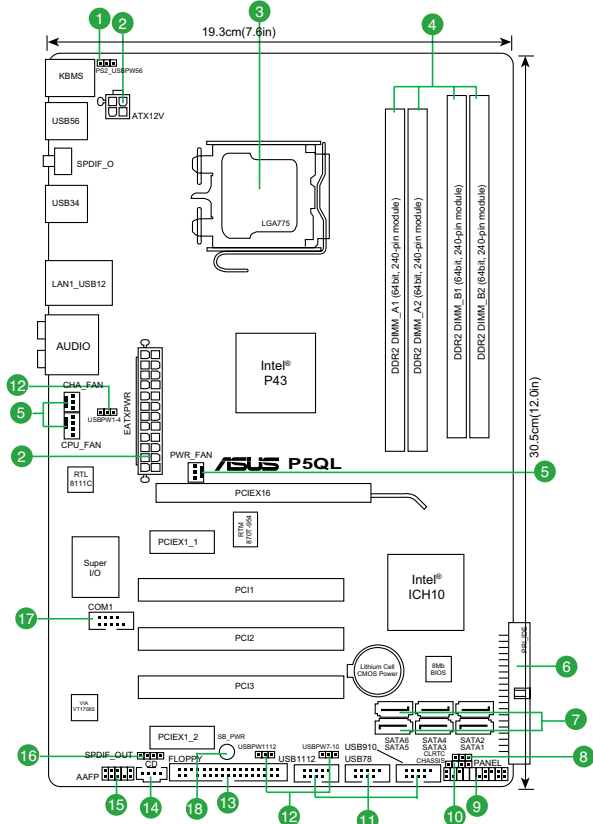 19.3cm(7.6in)
1
2
3
4
KBMS
PS2_USBPW56
ATX12V
USB56
SPDIF_O
USB34
LGA775
LAN1_USB12
AUDIO
DDR2 DIMM_A1 (64bit, 240-pin module)
DDR2 DIMM_A2 (64bit, 240-pin module)
DDR2 DIMM_B1 (64bit, 240-pin module)
DDR2 DIMM_B2 (64bit, 240-pin module)
30.5cm(12.0in)
Intel®
P43
12
CHA_FAN
5
USBPW1-4
CPU_FAN
EATXPWR
2
PWR_FAN
ASUS P5QL
5
RTL
8111C
PCIEX16
RTM
870T-954
PCIEX1_1
Super
I/O
Intel®
ICH10
PCI1
COM1
17
PCI2
Lithium Cell
CMOS Power
8Mb
BIOS
PRI_IDE
6
PCI3
VIA
VT1708S
7
SATA6
SATA5
SATA4
SATA3
SATA2
SATA1
PCIEX1_2
SB_PWR
16
SPDIF_OUT
CD
FLOPPY
USBPW1112
USB1112
USBPW7-10
USB910
USB78
CLRTC
CHASSIS
PANEL
8
AAFP
15
14
18
13
12
11
10
9